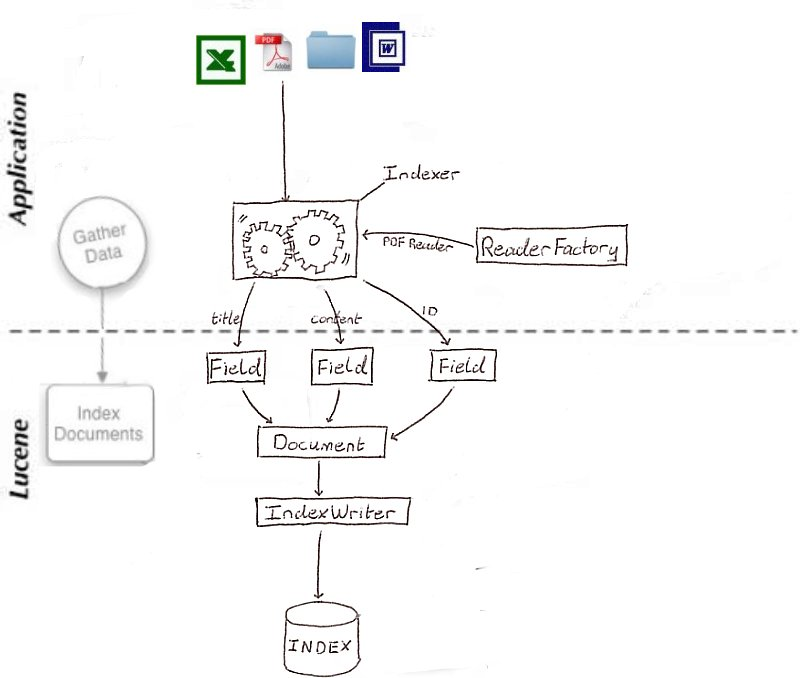 PDF
Adobe
W
Application
Indexer
Gather
Data
PDF Reader
ReaderFactory
title
content
ID
Field
Field
Field
Lucene
Index
Documents
Document
IndexWriter
INDEX